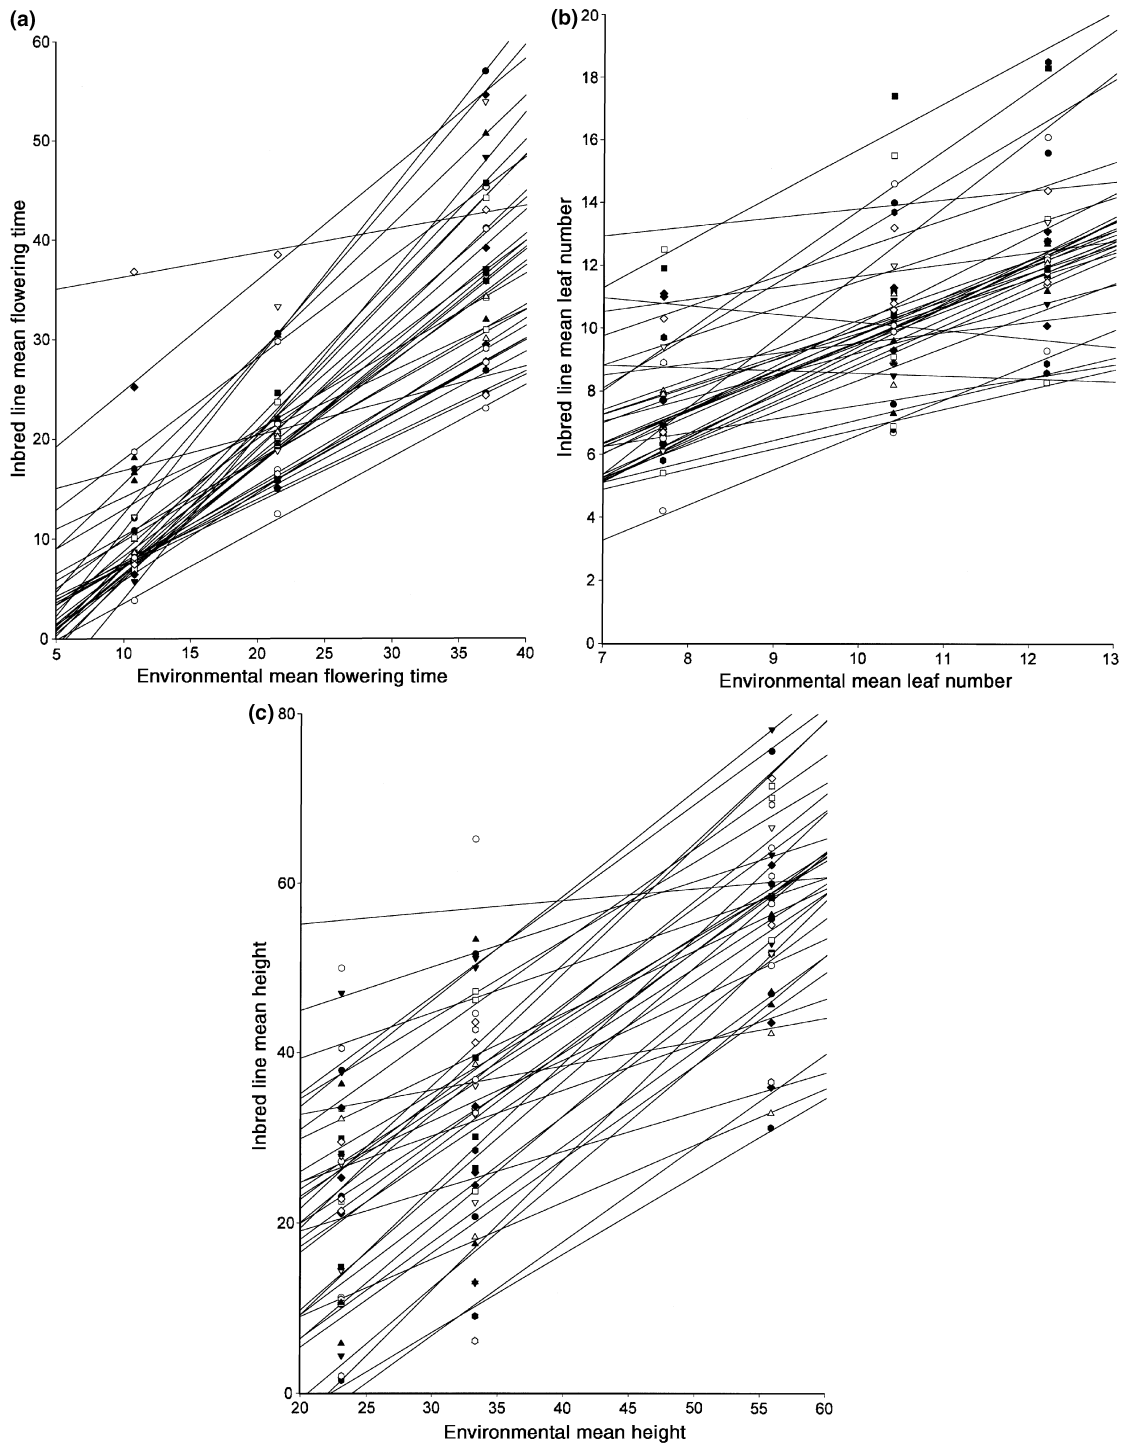 (a)
60
50
40
30
20
10
0
Inbred line mean flowering time
5 10 15 20 25 30 35 40
Environmental mean flowering time
(b)
20
18
16
14
12
10
8
6
4
2
0
Inbred line mean leaf number
7 8 9 10 11 12 13
Environmental mean leaf number
(c)
80
60
40
20
0
Inbred line mean height
20 25 30 35 40 45 50 55 60
Environmental mean height